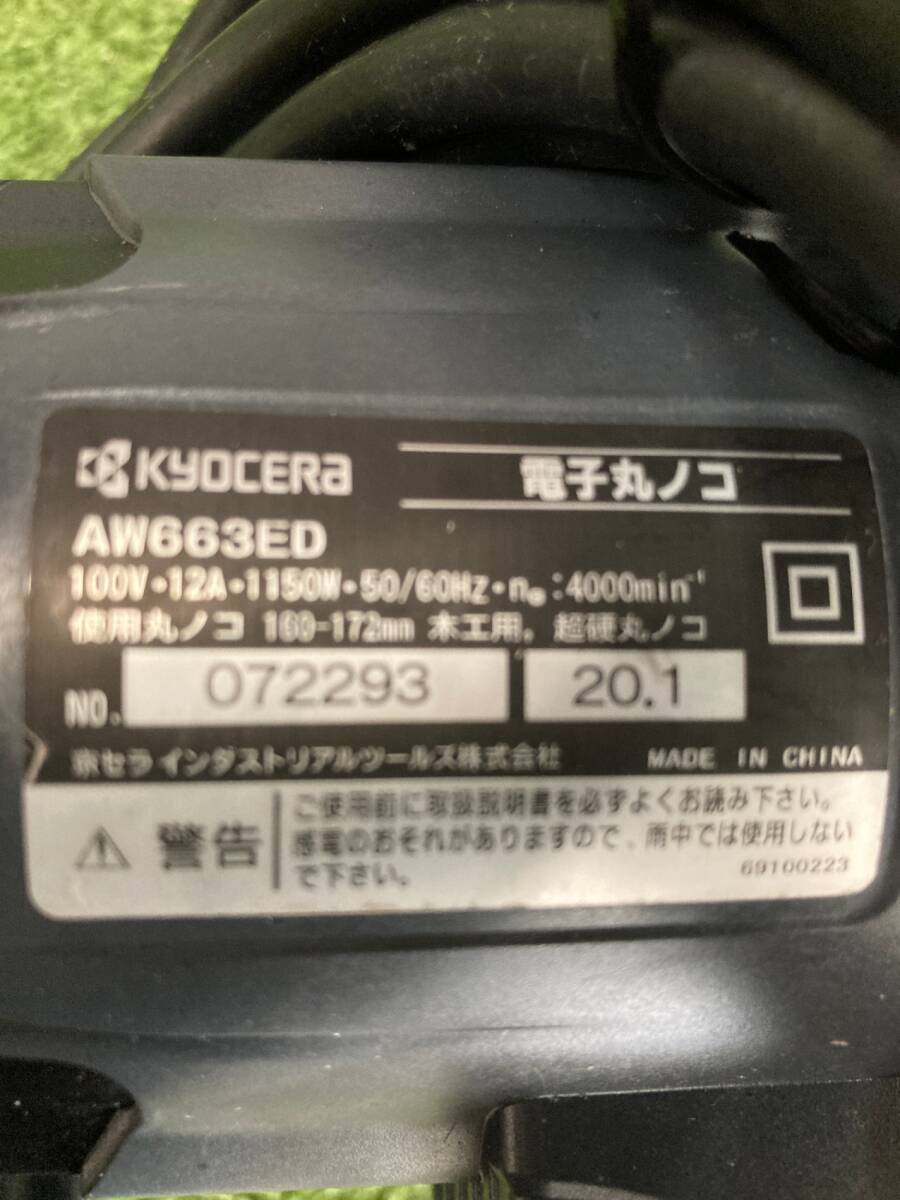 KYOCERA
電子丸ノコ
AW663ED
100V・12A・1150W・50/60Hz・n₀:4000min⁻¹
使用丸ノコ 160-172mm 木工用，超硬丸ノコ
NO. 072293 20.1
京セラインダストリアルツールズ株式会社 MADE IN CHINA
⚠ 警告
ご使用前に取扱説明書を必ずよくお読み下さい。
感電のおそれがありますので，雨中では使用しない
で下さい。
69100223